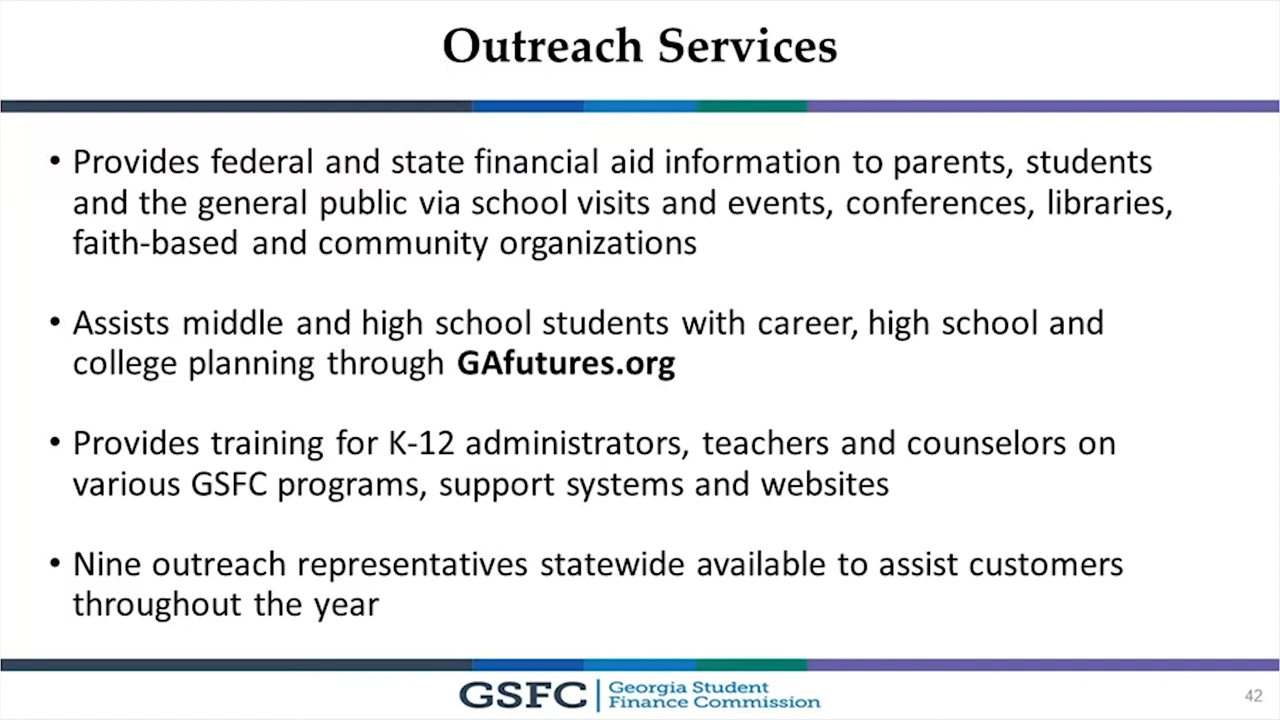 Outreach Services
• Provides federal and state financial aid information to parents, students
and the general public via school visits and events, conferences, libraries,
faith-based and community organizations
• Assists middle and high school students with career, high school and
college planning through GAfutures.org
• Provides training for K-12 administrators, teachers and counselors on
various GSFC programs, support systems and websites
• Nine outreach representatives statewide available to assist customers
throughout the year
GSFC
Georgia Student
Finance Commission
42